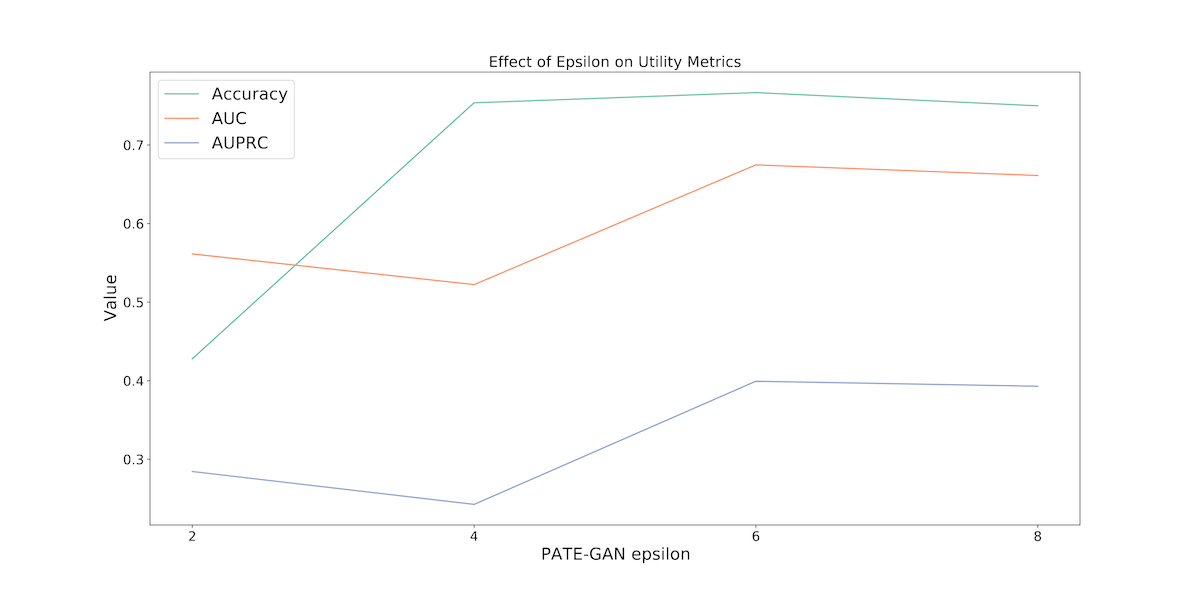 Effect of Epsilon on Utility Metrics
Accuracy
AUC
AUPRC
Value
0.7
0.6
0.5
0.4
0.3
2 4 6 8
PATE-GAN epsilon